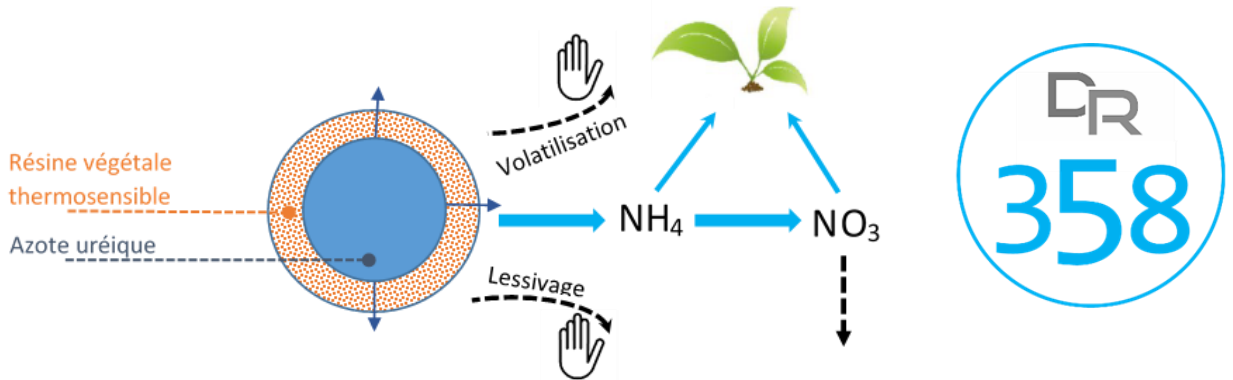 Résine végétale
thermosensible
Azote uréique
Volatilisation
Lessivage
NH₄
NO₃
DR
358